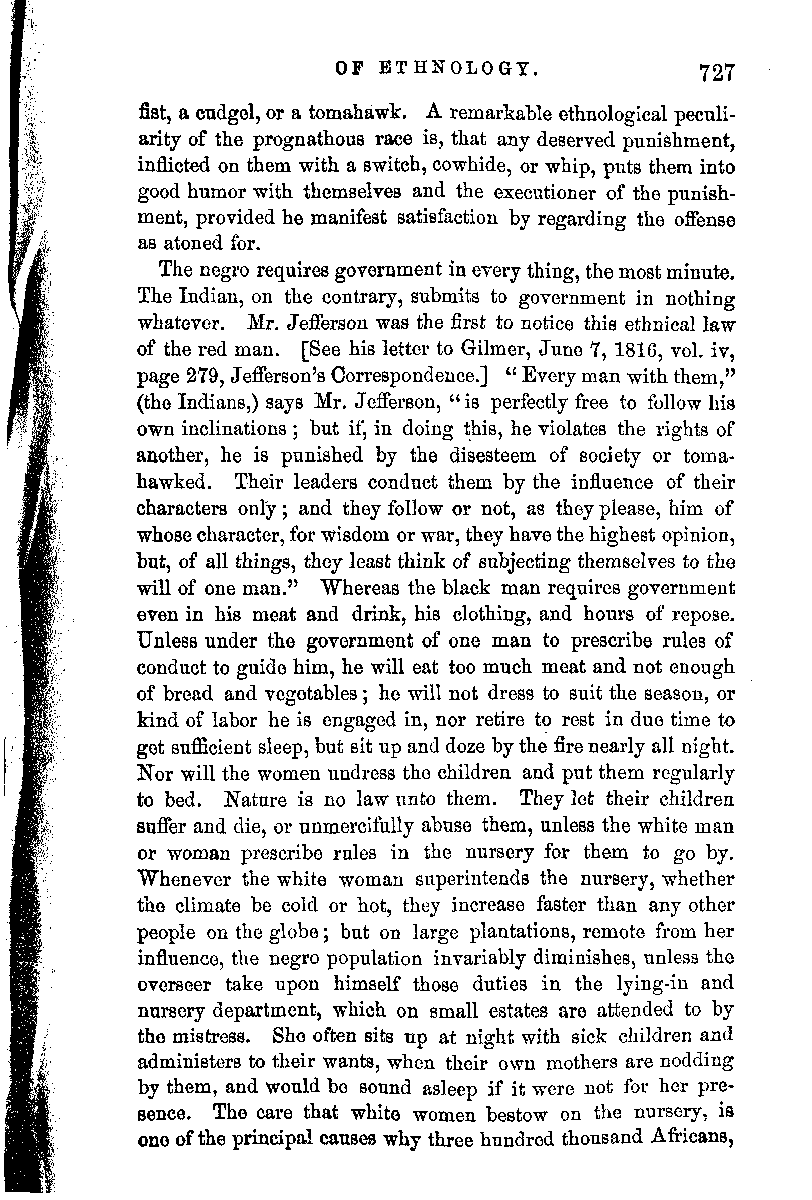 OF ETHNOLOGY. 727
fist, a cudgel, or a tomahawk. A remarkable ethnological peculi-
arity of the prognathous race is, that any deserved punishment,
inflicted on them with a switch, cowhide, or whip, puts them into
good humor with themselves and the executioner of the punish-
ment, provided he manifest satisfaction by regarding the offense
as atoned for.
The negro requires government in every thing, the most minute.
The Indian, on the contrary, submits to government in nothing
whatever. Mr. Jefferson was the first to notice this ethnical law
of the red man. [See his letter to Gilmer, June 7, 1816, vol. iv,
page 279, Jefferson's Correspondence.] "Every man with them,"
(the Indians,) says Mr. Jefferson, "is perfectly free to follow his
own inclinations; but if, in doing this, he violates the rights of
another, he is punished by the disesteem of society or toma-
hawked. Their leaders conduct them by the influence of their
characters only; and they follow or not, as they please, him of
whose character, for wisdom or war, they have the highest opinion,
but, of all things, they least think of subjecting themselves to the
will of one man." Whereas the black man requires government
even in his meat and drink, his clothing, and hours of repose.
Unless under the government of one man to prescribe rules of
conduct to guide him, he will eat too much meat and not enough
of bread and vegetables; he will not dress to suit the season, or
kind of labor he is engaged in, nor retire to rest in due time to
get sufficient sleep, but sit up and doze by the fire nearly all night.
Nor will the women undress the children and put them regularly
to bed. Nature is no law unto them. They let their children
suffer and die, or unmercifully abuse them, unless the white man
or woman prescribe rules in the nursery for them to go by.
Whenever the white woman superintends the nursery, whether
the climate be cold or hot, they increase faster than any other
people on the globe; but on large plantations, remote from her
influence, the negro population invariably diminishes, unless the
overseer take upon himself those duties in the lying-in and
nursery department, which on small estates are attended to by
the mistress. She often sits up at night with sick children and
administers to their wants, when their own mothers are nodding
by them, and would be sound asleep if it were not for her pre-
sence. The care that white women bestow on the nursery, is
one of the principal causes why three hundred thousand Africans,